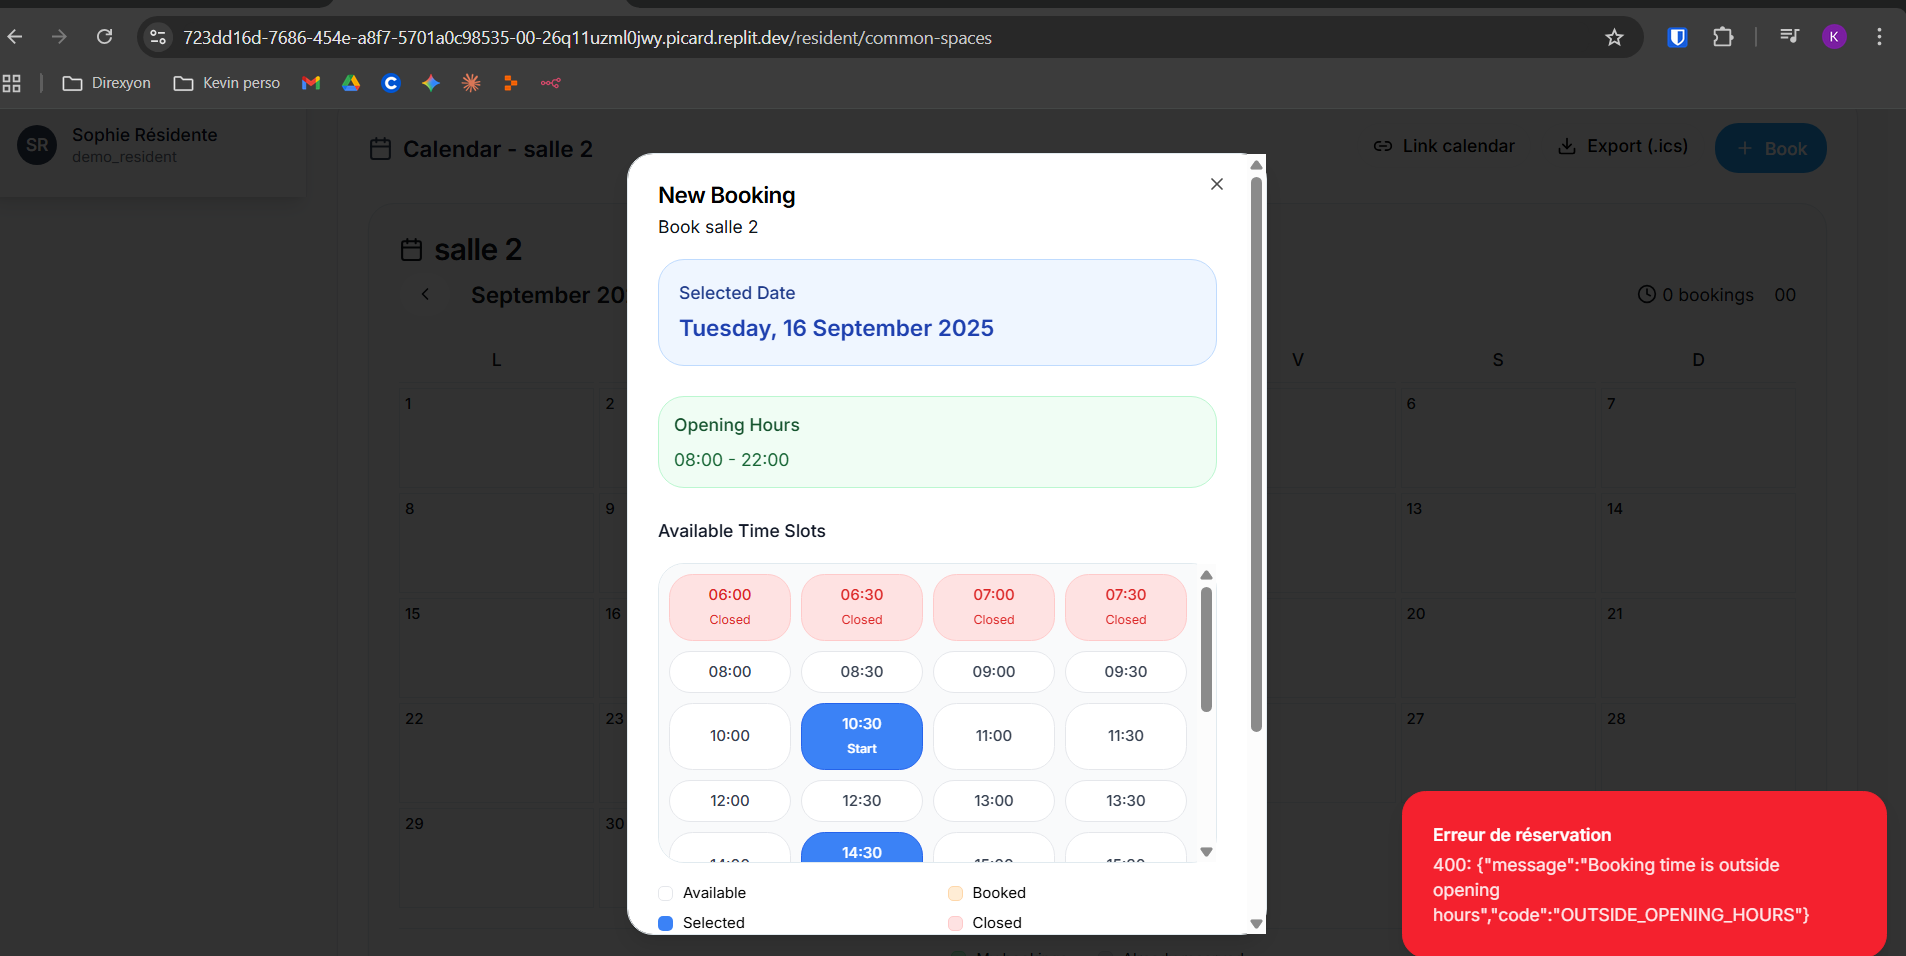 723dd16d-7686-454e-a8f7-5701a0c98535-00-26q11uzml0jwy.picard.replit.dev/resident/common-spaces
K
Direxyon
Kevin perso
SR
Sophie Résidente
demo_resident
Calendar - salle 2
Link calendar
Export (.ics)
+ Book
salle 2
September 20
0 bookings 00
L
V
S
D
1
2
6
7
8
9
13
14
15
16
20
21
22
23
27
28
29
30
New Booking
Book salle 2
Selected Date
Tuesday, 16 September 2025
Opening Hours
08:00 - 22:00
Available Time Slots
06:00
Closed
06:30
Closed
07:00
Closed
07:30
Closed
08:00
08:30
09:00
09:30
10:00
10:30
Start
11:00
11:30
12:00
12:30
13:00
13:30
14:30
Available
Booked
Selected
Closed
Erreur de réservation
400: {"message":"Booking time is outside
opening
hours","code":"OUTSIDE_OPENING_HOURS"}